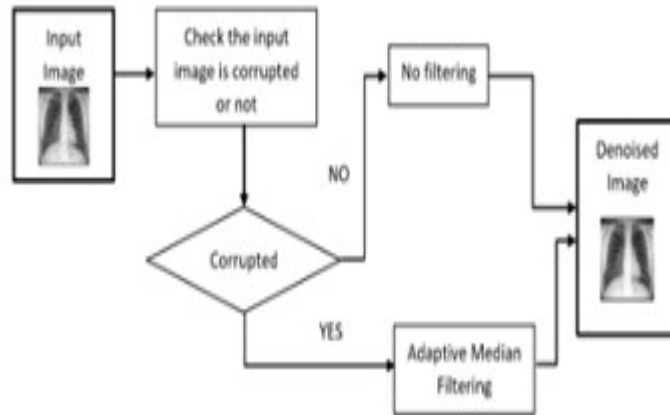 Input
Image
Check the input
image is corrupted
or not
No filtering
Denoised
Image
NO
Corrupted
YES
Adaptive Median
Filtering